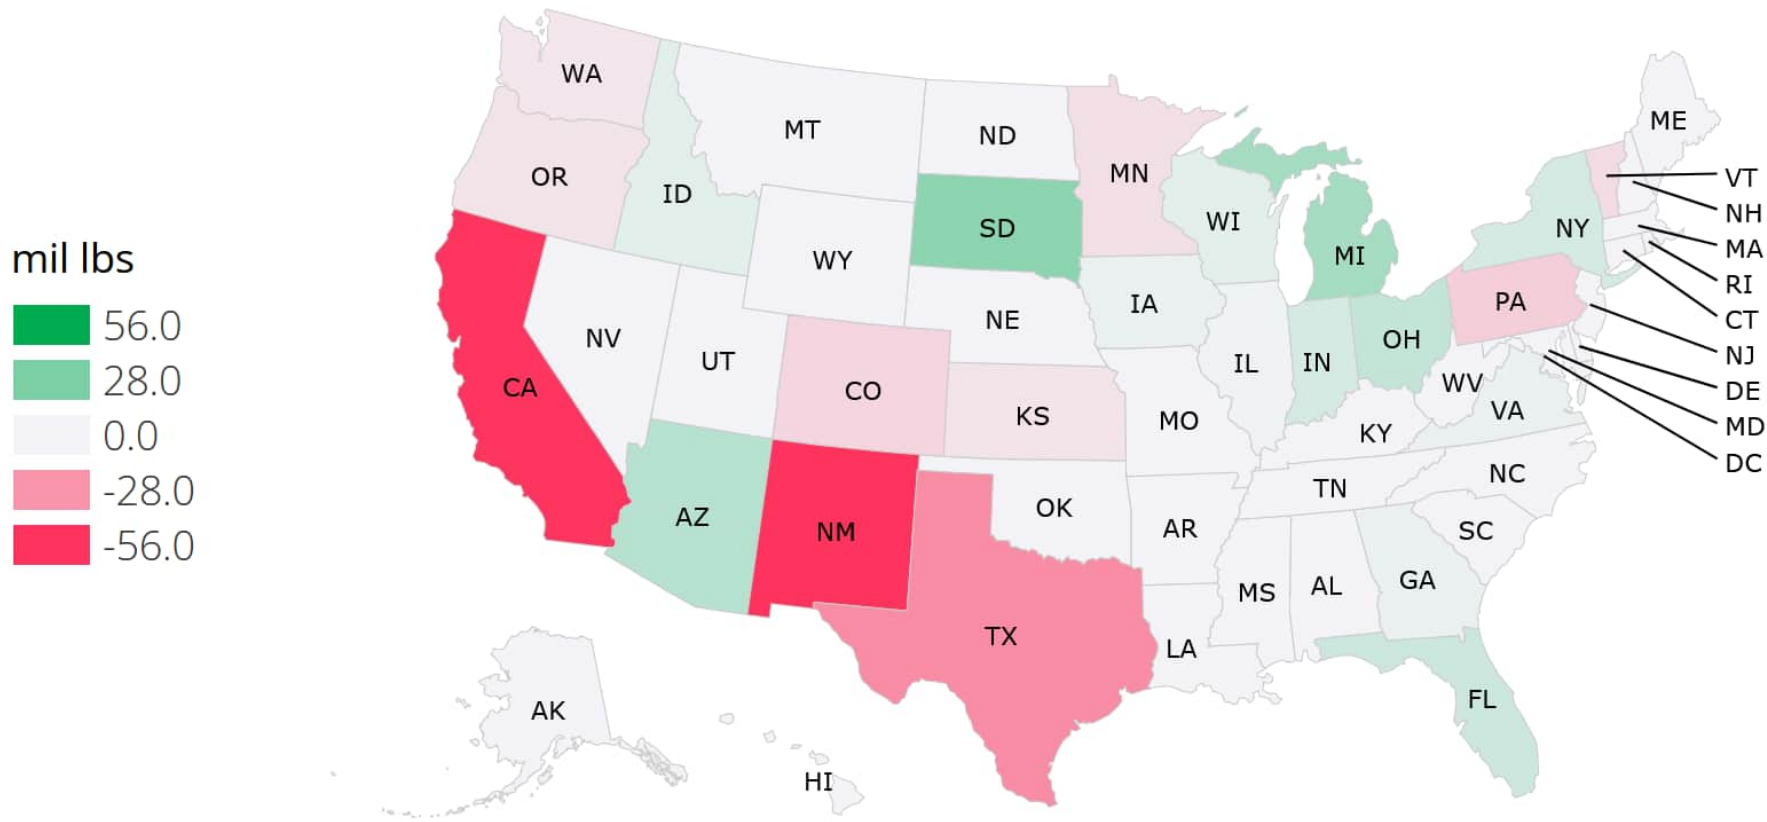 mil lbs
56.0
28.0
0.0
-28.0
-56.0
WA
OR
CA
ID
NV
MT
WY
UT
AZ
CO
NM
ND
SD
NE
KS
OK
TX
MN
IA
MO
AR
LA
WI
IL
MI
IN
OH
KY
TN
MS
AL
GA
FL
SC
NC
VA
WV
PA
NY
ME
VT
NH
MA
RI
CT
NJ
DE
MD
DC
AK
HI